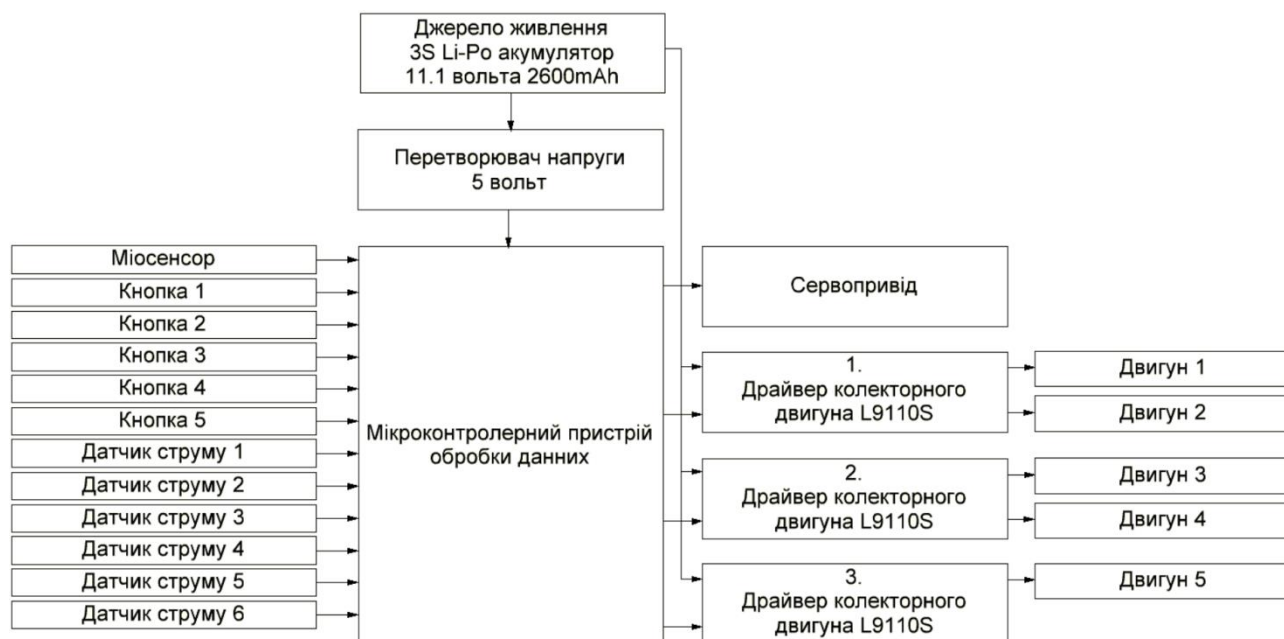 Джерело живлення
3S Li-Po акумулятор
11.1 вольта 2600mAh
Перетворювач напруги
5 вольт
Міосенсор
Кнопка 1
Кнопка 2
Кнопка 3
Кнопка 4
Кнопка 5
Датчик струму 1
Датчик струму 2
Датчик струму 3
Датчик струму 4
Датчик струму 5
Датчик струму 6
Мікроконтролерний пристрій
обробки данних
Сервопривід
1.
Драйвер колекторного
двигуна L9110S
2.
Драйвер колекторного
двигуна L9110S
3.
Драйвер колекторного
двигуна L9110S
Двигун 1
Двигун 2
Двигун 3
Двигун 4
Двигун 5